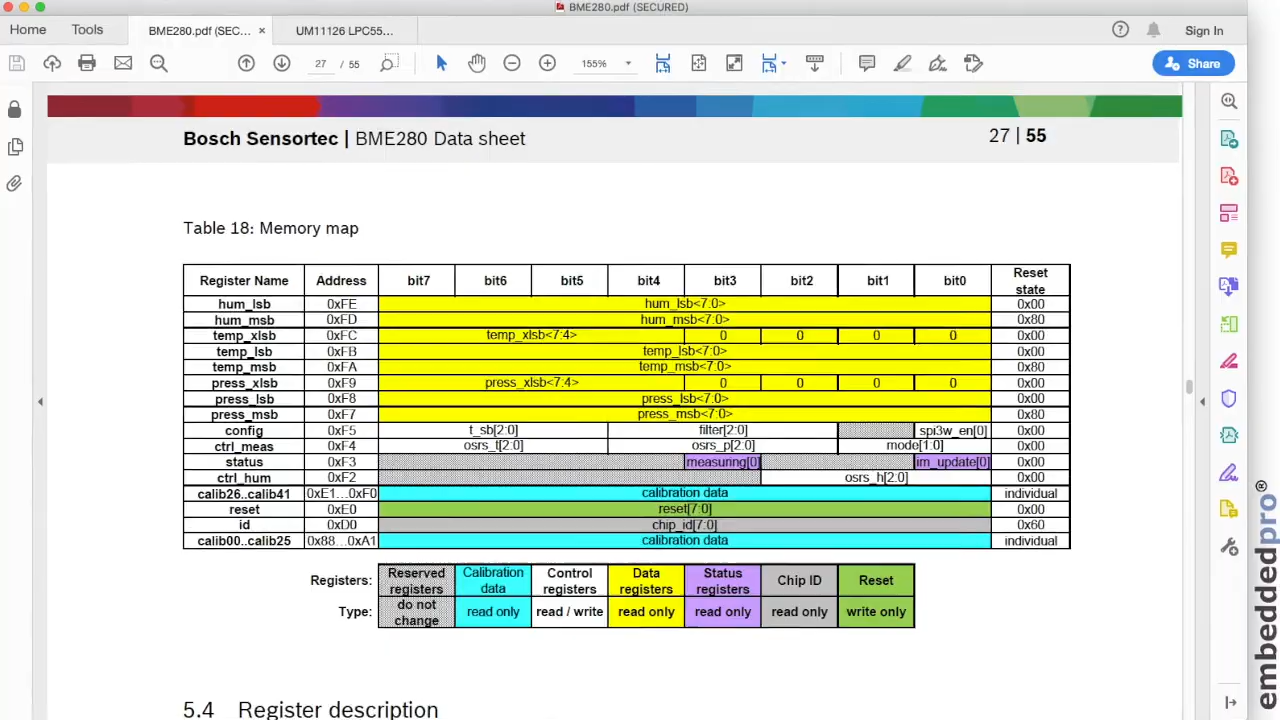 BME280.pdf (SECURED)
Home Tools BME280.pdf (SEC... × UM11126 LPC55... Sign In
27 / 55 155% Share
Bosch Sensortec | BME280 Data sheet 27 | 55
Table 18: Memory map
Register Name Address bit7 bit6 bit5 bit4 bit3 bit2 bit1 bit0 Reset state
hum_lsb 0xFE hum_lsb<7:0> 0x00
hum_msb 0xFD hum_msb<7:0> 0x80
temp_xlsb 0xFC temp_xlsb<7:4> 0 0 0 0 0x00
temp_lsb 0xFB temp_lsb<7:0> 0x00
temp_msb 0xFA temp_msb<7:0> 0x80
press_xlsb 0xF9 press_xlsb<7:4> 0 0 0 0 0x00
press_lsb 0xF8 press_lsb<7:0> 0x00
press_msb 0xF7 press_msb<7:0> 0x80
config 0xF5 t_sb[2:0] filter[2:0] spi3w_en[0] 0x00
ctrl_meas 0xF4 osrs_t[2:0] osrs_p[2:0] mode[1:0] 0x00
status 0xF3 measuring[0] im_update[0] 0x00
ctrl_hum 0xF2 osrs_h[2:0] 0x00
calib26..calib41 0xE1...0xF0 calibration data individual
reset 0xE0 reset[7:0] 0x00
id 0xD0 chip_id[7:0] 0x60
calib00..calib25 0x88...0xA1 calibration data individual
Registers: Reserved registers Calibration data Control registers Data registers Status registers Chip ID Reset
Type: do not change read only read / write read only read only read only write only
5.4 Register description
embeddedpro®